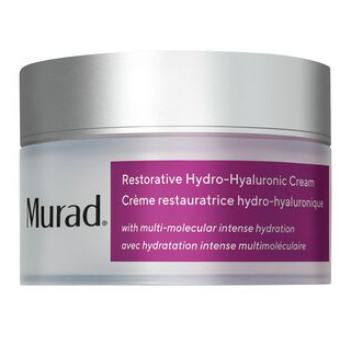 Murad®
Restorative Hydro-Hyaluronic Cream
Crème restauratrice hydro-hyaluronique
with multi-molecular intense hydration
avec hydratation intense multimoléculaire